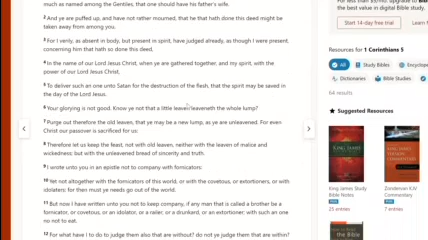 much as named among the Gentiles, that one should have his father's wife.
2 And ye are puffed up, and have not rather mourned, that he that hath done this deed might be
taken away from among you.
3 For I verily, as absent in body, but present in spirit, have judged already, as though I were present,
concerning him that hath so done this deed,
4 In the name of our Lord Jesus Christ, when ye are gathered together, and my spirit, with the
power of our Lord Jesus Christ,
5 To deliver such an one unto Satan for the destruction of the flesh, that the spirit may be saved in
the day of the Lord Jesus.
6 Your glorying is not good. Know ye not that a little leaven leaveneth the whole lump?
7 Purge out therefore the old leaven, that ye may be a new lump, as ye are unleavened. For even
Christ our passover is sacrificed for us:
8 Therefore let us keep the feast, not with old leaven, neither with the leaven of malice and
wickedness; but with the unleavened bread of sincerity and truth.
9 I wrote unto you in an epistle not to company with fornicators:
10 Yet not altogether with the fornicators of this world, or with the covetous, or extortioners, or with
idolaters; for then must ye needs go out of the world.
11 But now I have written unto you not to keep company, if any man that is called a brother be a
fornicator, or covetous, or an idolator, or a railer, or a drunkard, or an extortioner; with such an one
no not to eat.
12 For what have I to do to judge them also that are without? do not ye judge them that are within?
best value in digital Bible study.
Start 14-day free trial
Learn
Resources for 1 Corinthians 5
All
Study Bibles
Encyclope
Dictionaries
Bible Studies
64 results
Suggested Resources
King James Study
Bible Notes
25 entries
Zondervan KJV
Commentary
7 entries